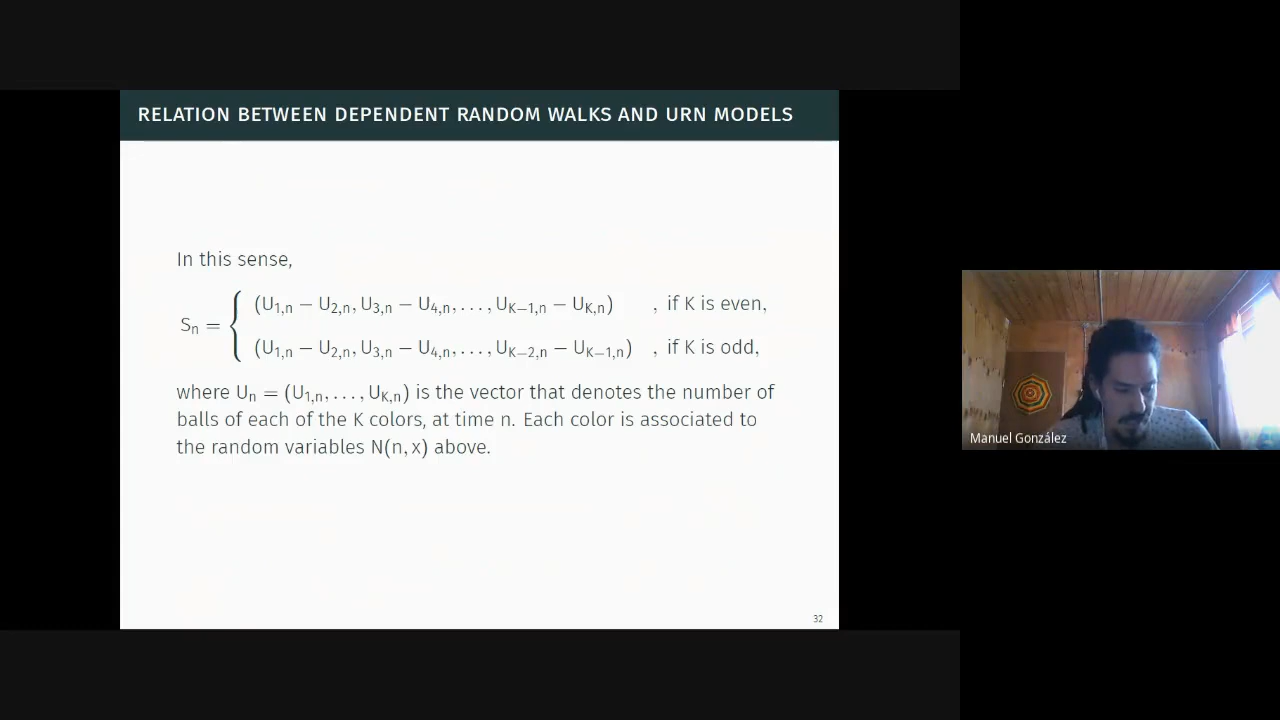 RELATION BETWEEN DEPENDENT RANDOM WALKS AND URN MODELS
In this sense,
(U₁,ₙ − U₂,ₙ, U₃,ₙ − U₄,ₙ, . . . , U_{K−1,n} − U_{K,n}) , if K is even,
Sₙ = {
(U₁,ₙ − U₂,ₙ, U₃,ₙ − U₄,ₙ, . . . , U_{K−2,n} − U_{K−1,n}) , if K is odd,
where Uₙ = (U₁,ₙ, . . . , U_{K,n}) is the vector that denotes the number of
balls of each of the K colors, at time n. Each color is associated to
the random variables N(n, x) above.
32
Manuel González